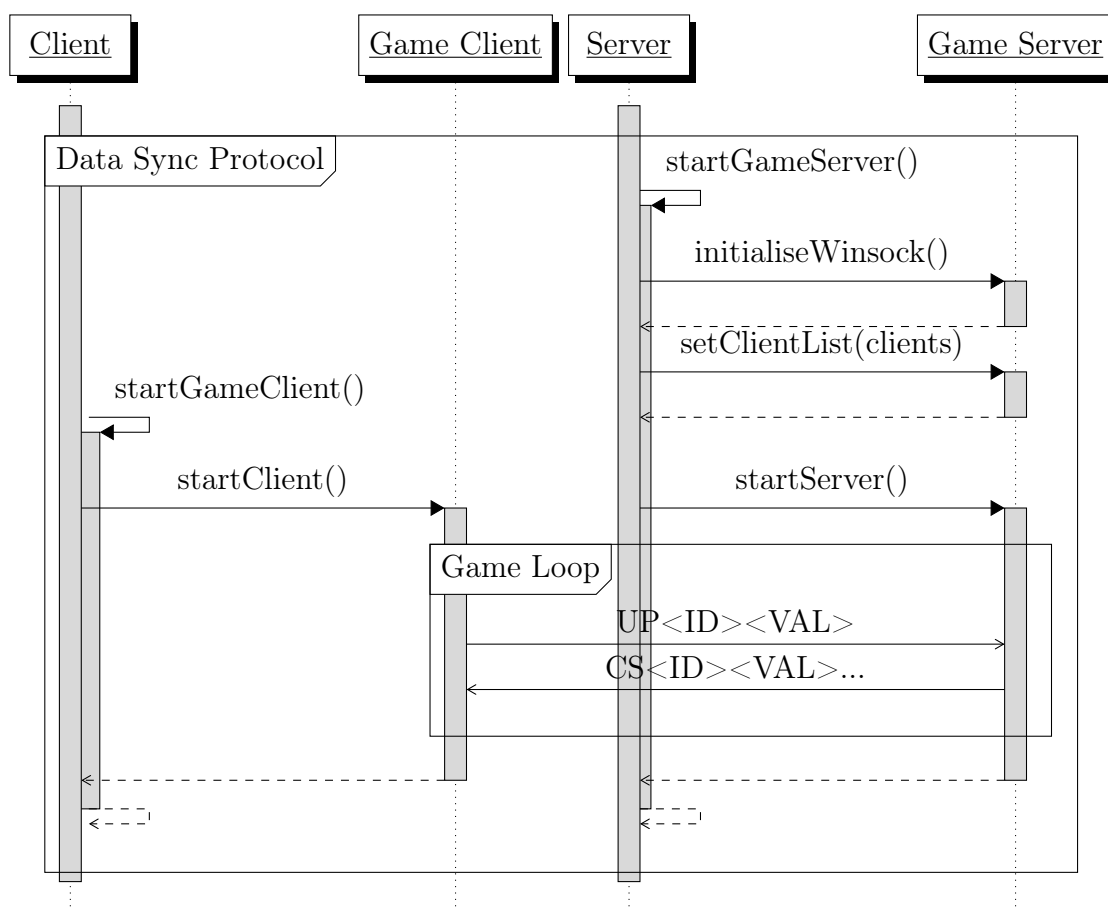 Client
Game Client
Server
Game Server
Data Sync Protocol
startGameServer()
initialiseWinsock()
setClientList(clients)
startGameClient()
startClient()
startServer()
Game Loop
UP<ID><VAL>
CS<ID><VAL>...